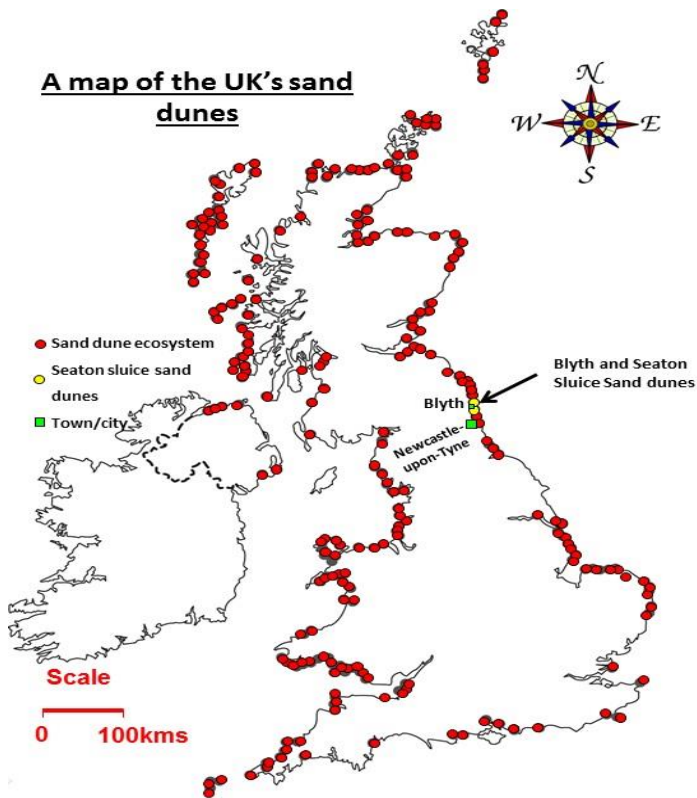 A map of the UK's sand
dunes
N
W
E
S
Sand dune ecosystem
Seaton sluice sand
dunes
Town/city
Blyth and Seaton
Sluice Sand dunes
Blyth
Newcastle-
upon-Tyne
Scale
0 100kms